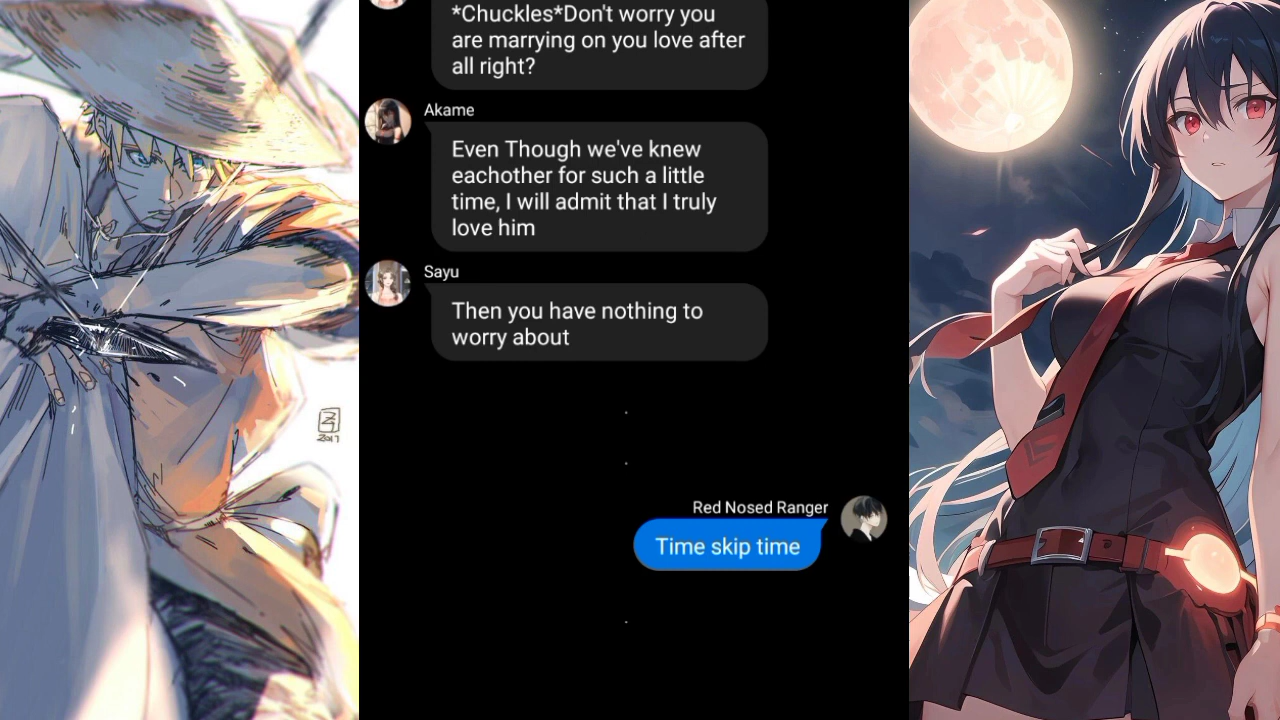 *Chuckles*Don't worry you
are marrying on you love after
all right?
Akame
Even Though we've knew
eachother for such a little
time, I will admit that I truly
love him
Sayu
Then you have nothing to
worry about
.
.
Red Nosed Ranger
Time skip time
.
2017